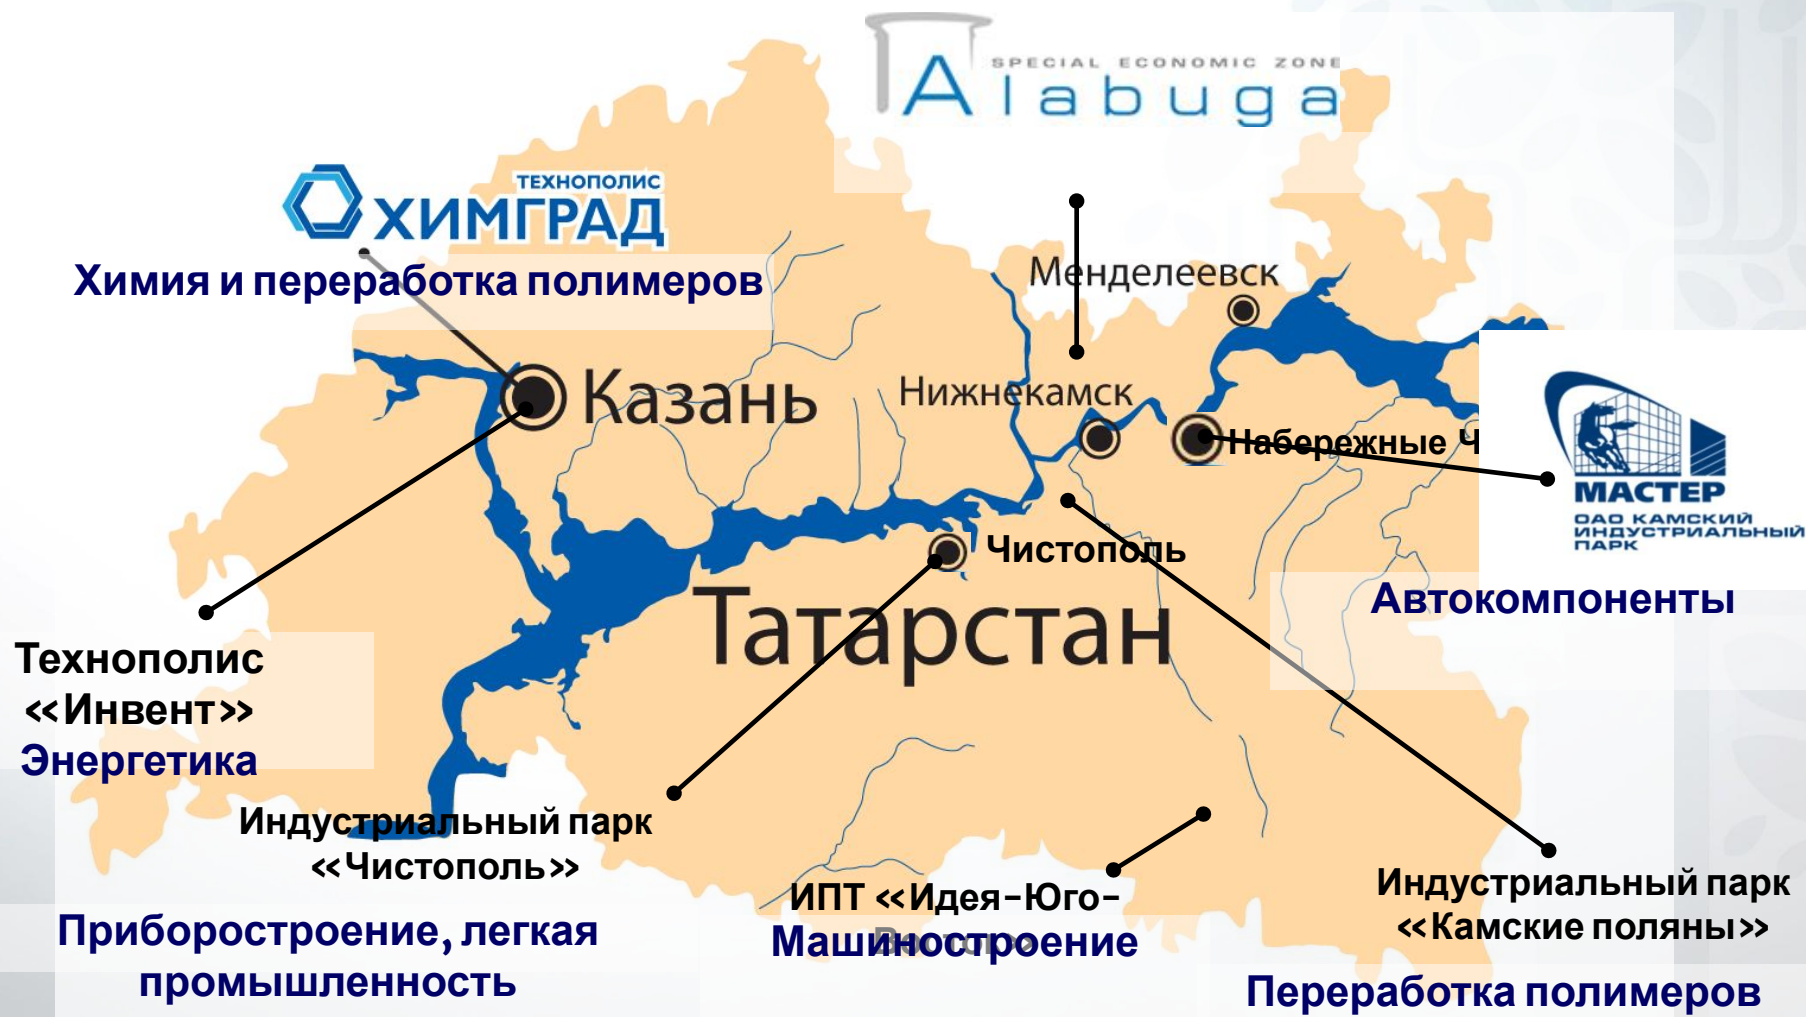 SPECIAL ECONOMIC ZONE
Alabuga
ТЕХНОПОЛИС
ХИМГРАД
Химия и переработка полимеров
Менделеевск
Казань
Нижнекамск
Набережные Ч
МАСТЕР
ОАО КАМСКИЙ
ИНДУСТРИАЛЬНЫЙ
ПАРК
Чистополь
Автокомпоненты
Татарстан
Технополис
«Инвент»
Энергетика
Индустриальный парк
«Чистополь»
Приборостроение, легкая
промышленность
ИПТ «Идея-Юго-
Машиностроение
Индустриальный парк
«Камские поляны»
Переработка полимеров